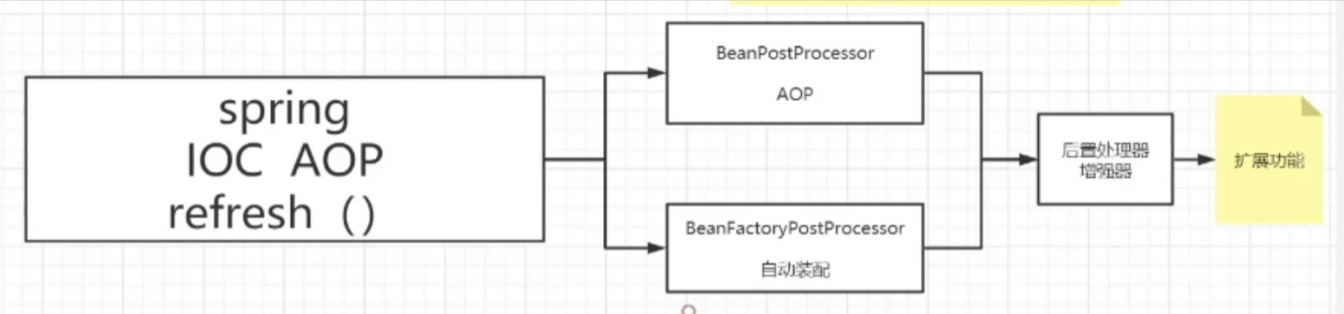 spring
IOC AOP
refresh（）
BeanPostProcessor
AOP
BeanFactoryPostProcessor
自动装配
后置处理器
增强器
扩展功能